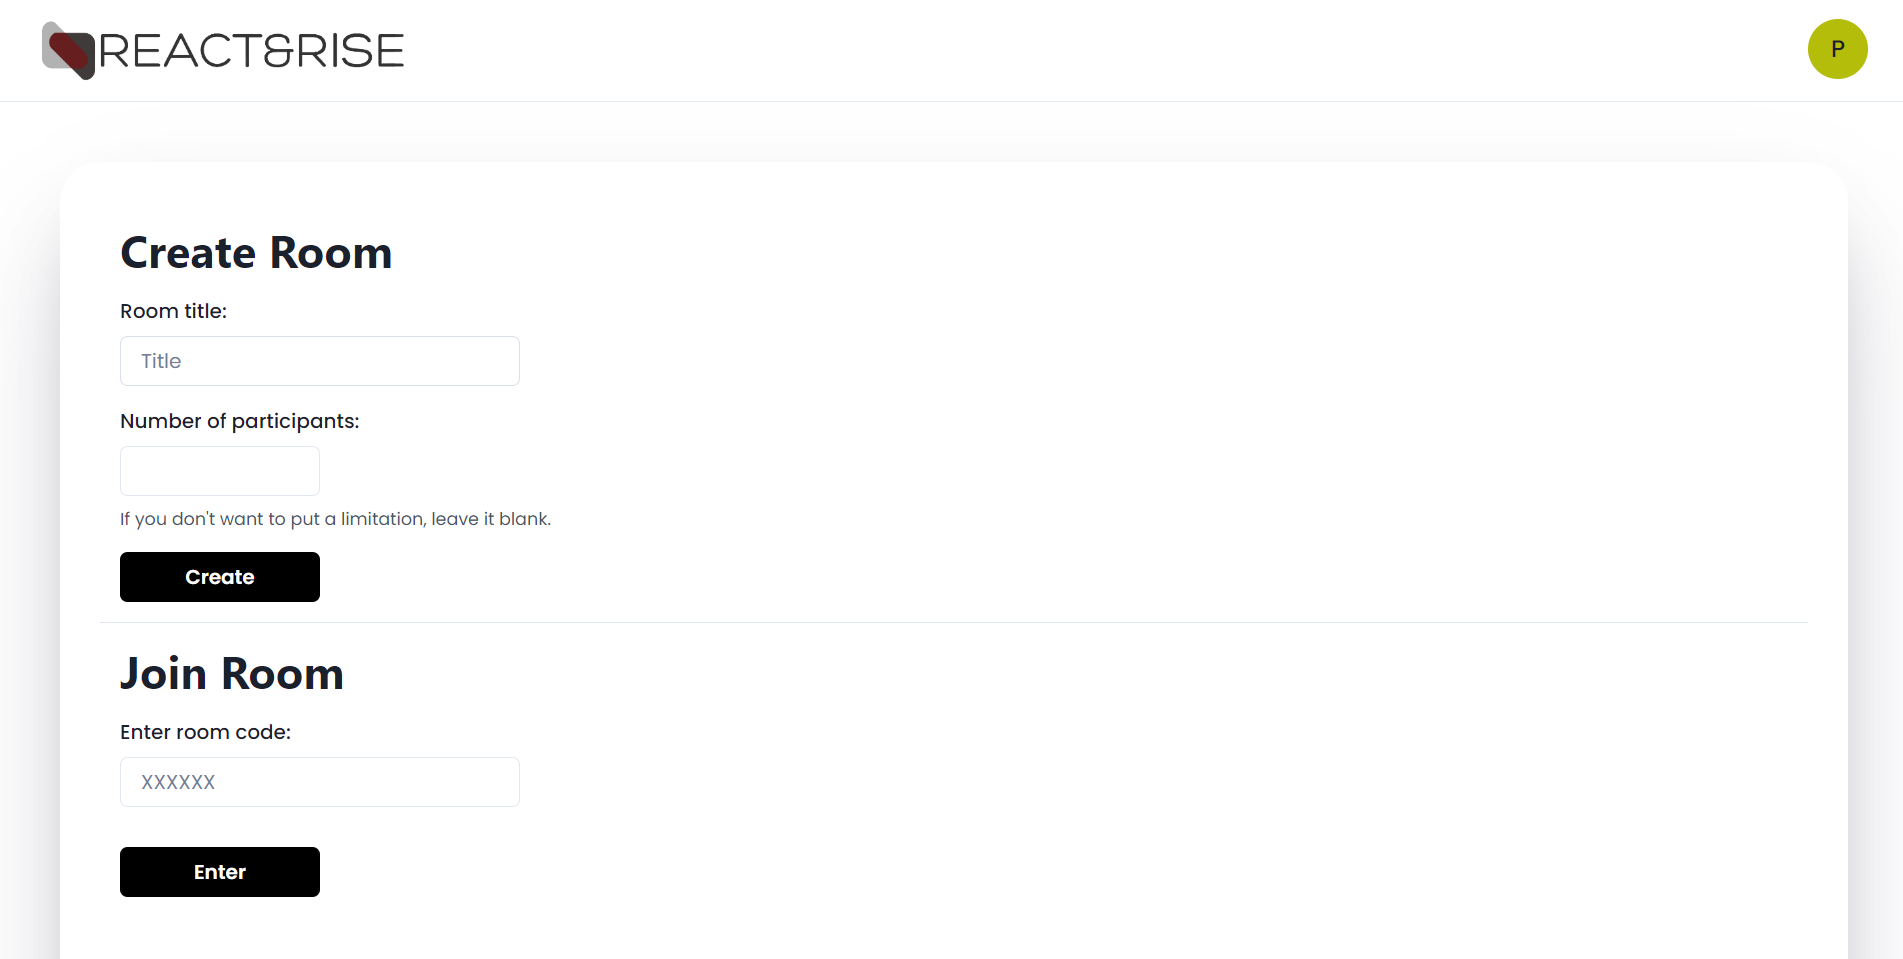 REACT&RISE
P
Create Room
Room title:
Title
Number of participants:
If you don't want to put a limitation, leave it blank.
Create
Join Room
Enter room code:
XXXXXX
Enter